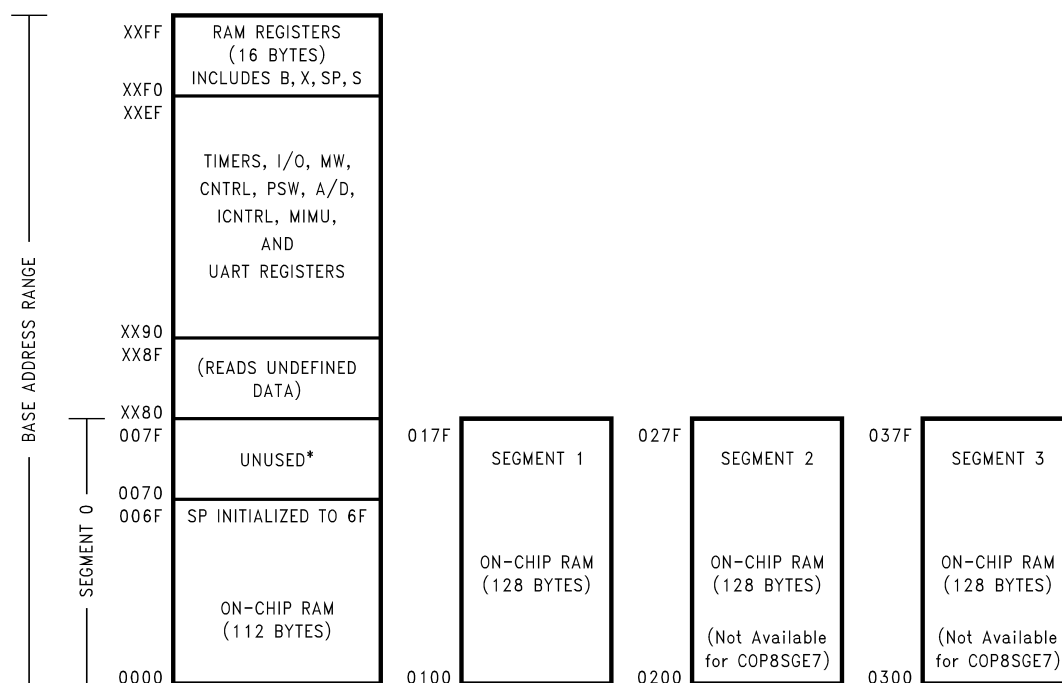 BASE ADDRESS RANGE
SEGMENT 0
XXFF
RAM REGISTERS
(16 BYTES)
INCLUDES B, X, SP, S
XXF0
XXEF
TIMERS, I/O, MW,
CNTRL, PSW, A/D,
ICNTRL, MIMU,
AND
UART REGISTERS
XX90
XX8F
(READS UNDEFINED
DATA)
XX80
007F
UNUSED*
0070
006F
SP INITIALIZED TO 6F
ON-CHIP RAM
(112 BYTES)
0000
017F
SEGMENT 1
ON-CHIP RAM
(128 BYTES)
0100
027F
SEGMENT 2
ON-CHIP RAM
(128 BYTES)
(Not Available
for COP8SGE7)
0200
037F
SEGMENT 3
ON-CHIP RAM
(128 BYTES)
(Not Available
for COP8SGE7)
0300